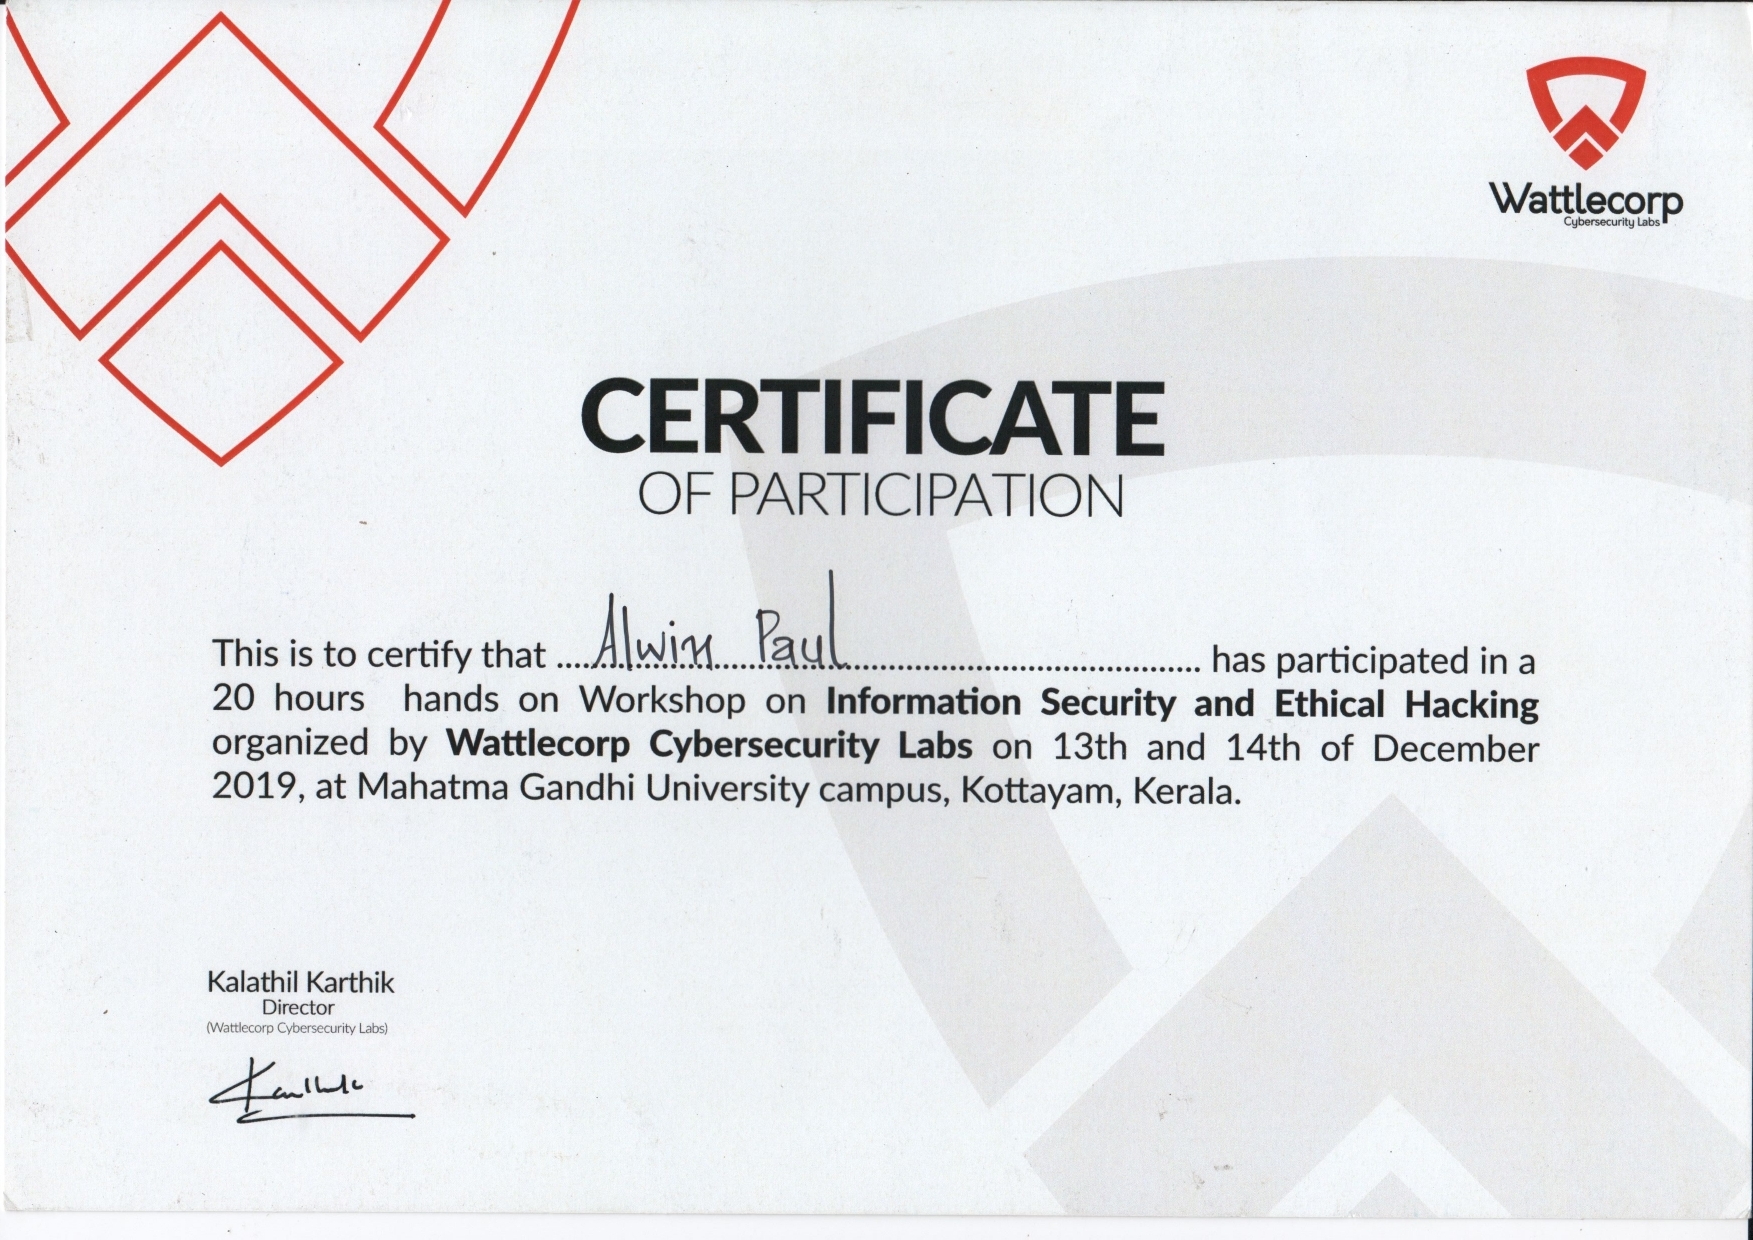 Wattlecorp
Cybersecurity Labs
CERTIFICATE
OF PARTICIPATION
This is to certify that .....Alwin Paul..... has participated in a
20 hours hands on Workshop on Information Security and Ethical Hacking
organized by Wattlecorp Cybersecurity Labs on 13th and 14th of December
2019, at Mahatma Gandhi University campus, Kottayam, Kerala.
Kalathil Karthik
Director
(Wattlecorp Cybersecurity Labs)
Karthik